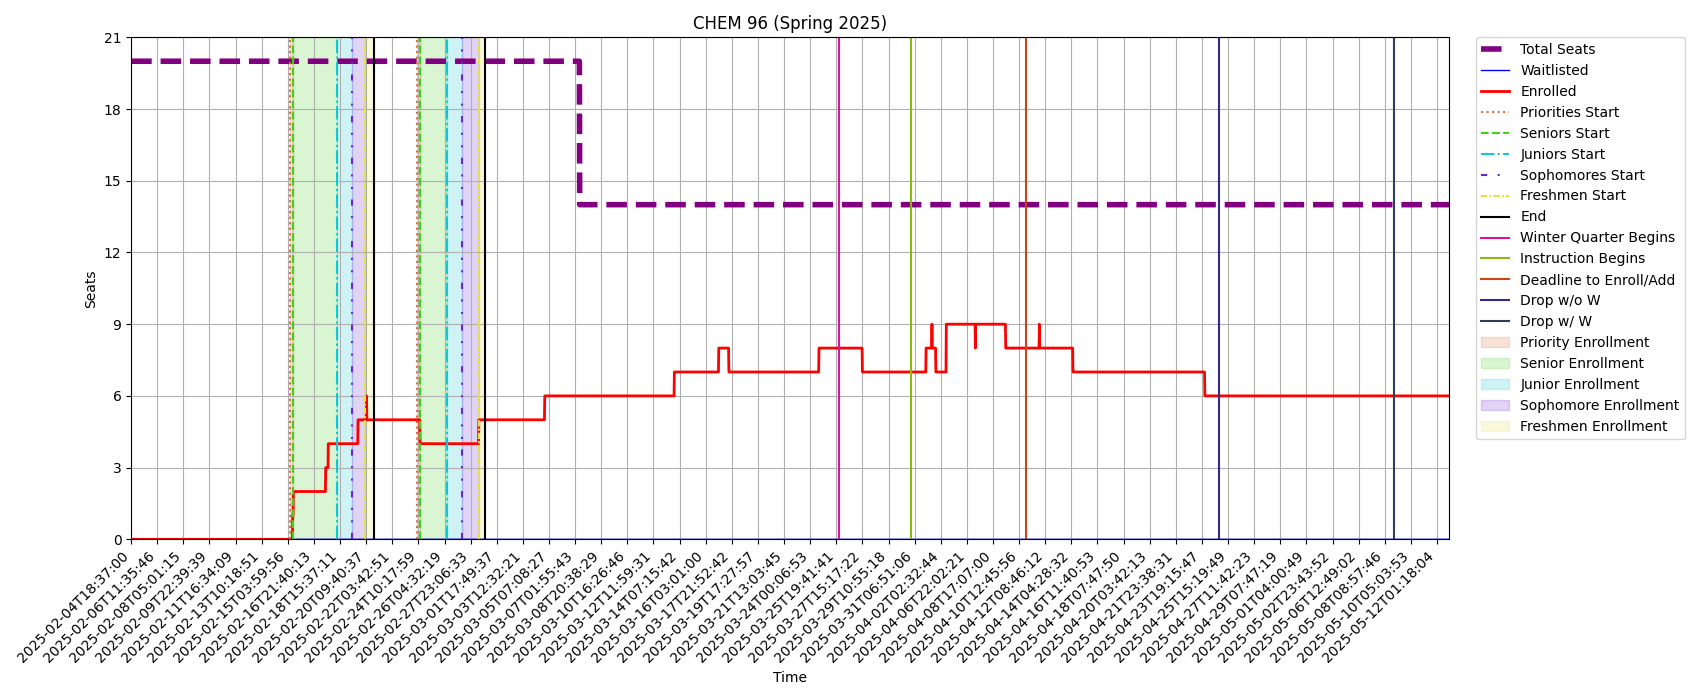 CHEM 96 (Spring 2025)
21
18
15
12
9
6
3
0
Seats
2025-02-04T18:37:00
2025-02-06T11:35:46
2025-02-08T05:01:15
2025-02-09T22:39:39
2025-02-11T16:34:09
2025-02-13T10:18:51
2025-02-15T03:59:56
2025-02-16T21:40:13
2025-02-18T15:37:11
2025-02-20T09:40:37
2025-02-22T03:42:51
2025-02-24T10:17:59
2025-02-26T04:32:19
2025-02-27T23:06:33
2025-03-01T17:49:37
2025-03-03T12:32:21
2025-03-05T07:08:27
2025-03-07T01:55:43
2025-03-08T20:38:29
2025-03-10T16:26:46
2025-03-12T11:59:31
2025-03-14T07:15:42
2025-03-16T03:01:00
2025-03-17T21:52:42
2025-03-19T17:27:57
2025-03-21T13:03:45
2025-03-24T00:06:53
2025-03-25T19:41:41
2025-03-27T15:17:22
2025-03-29T10:55:18
2025-03-31T06:51:06
2025-04-02T02:32:44
2025-04-06T22:02:21
2025-04-08T17:07:00
2025-04-10T12:45:56
2025-04-12T08:46:12
2025-04-14T04:28:32
2025-04-16T11:40:53
2025-04-18T07:47:50
2025-04-20T03:42:13
2025-04-21T23:38:31
2025-04-23T19:15:47
2025-04-25T15:19:49
2025-04-27T11:42:23
2025-04-29T07:47:19
2025-05-01T04:00:49
2025-05-02T23:43:52
2025-05-06T12:49:02
2025-05-08T08:57:46
2025-05-10T05:03:53
2025-05-12T01:18:04
Time
Total Seats
Waitlisted
Enrolled
Priorities Start
Seniors Start
Juniors Start
Sophomores Start
Freshmen Start
End
Winter Quarter Begins
Instruction Begins
Deadline to Enroll/Add
Drop w/o W
Drop w/ W
Priority Enrollment
Senior Enrollment
Junior Enrollment
Sophomore Enrollment
Freshmen Enrollment